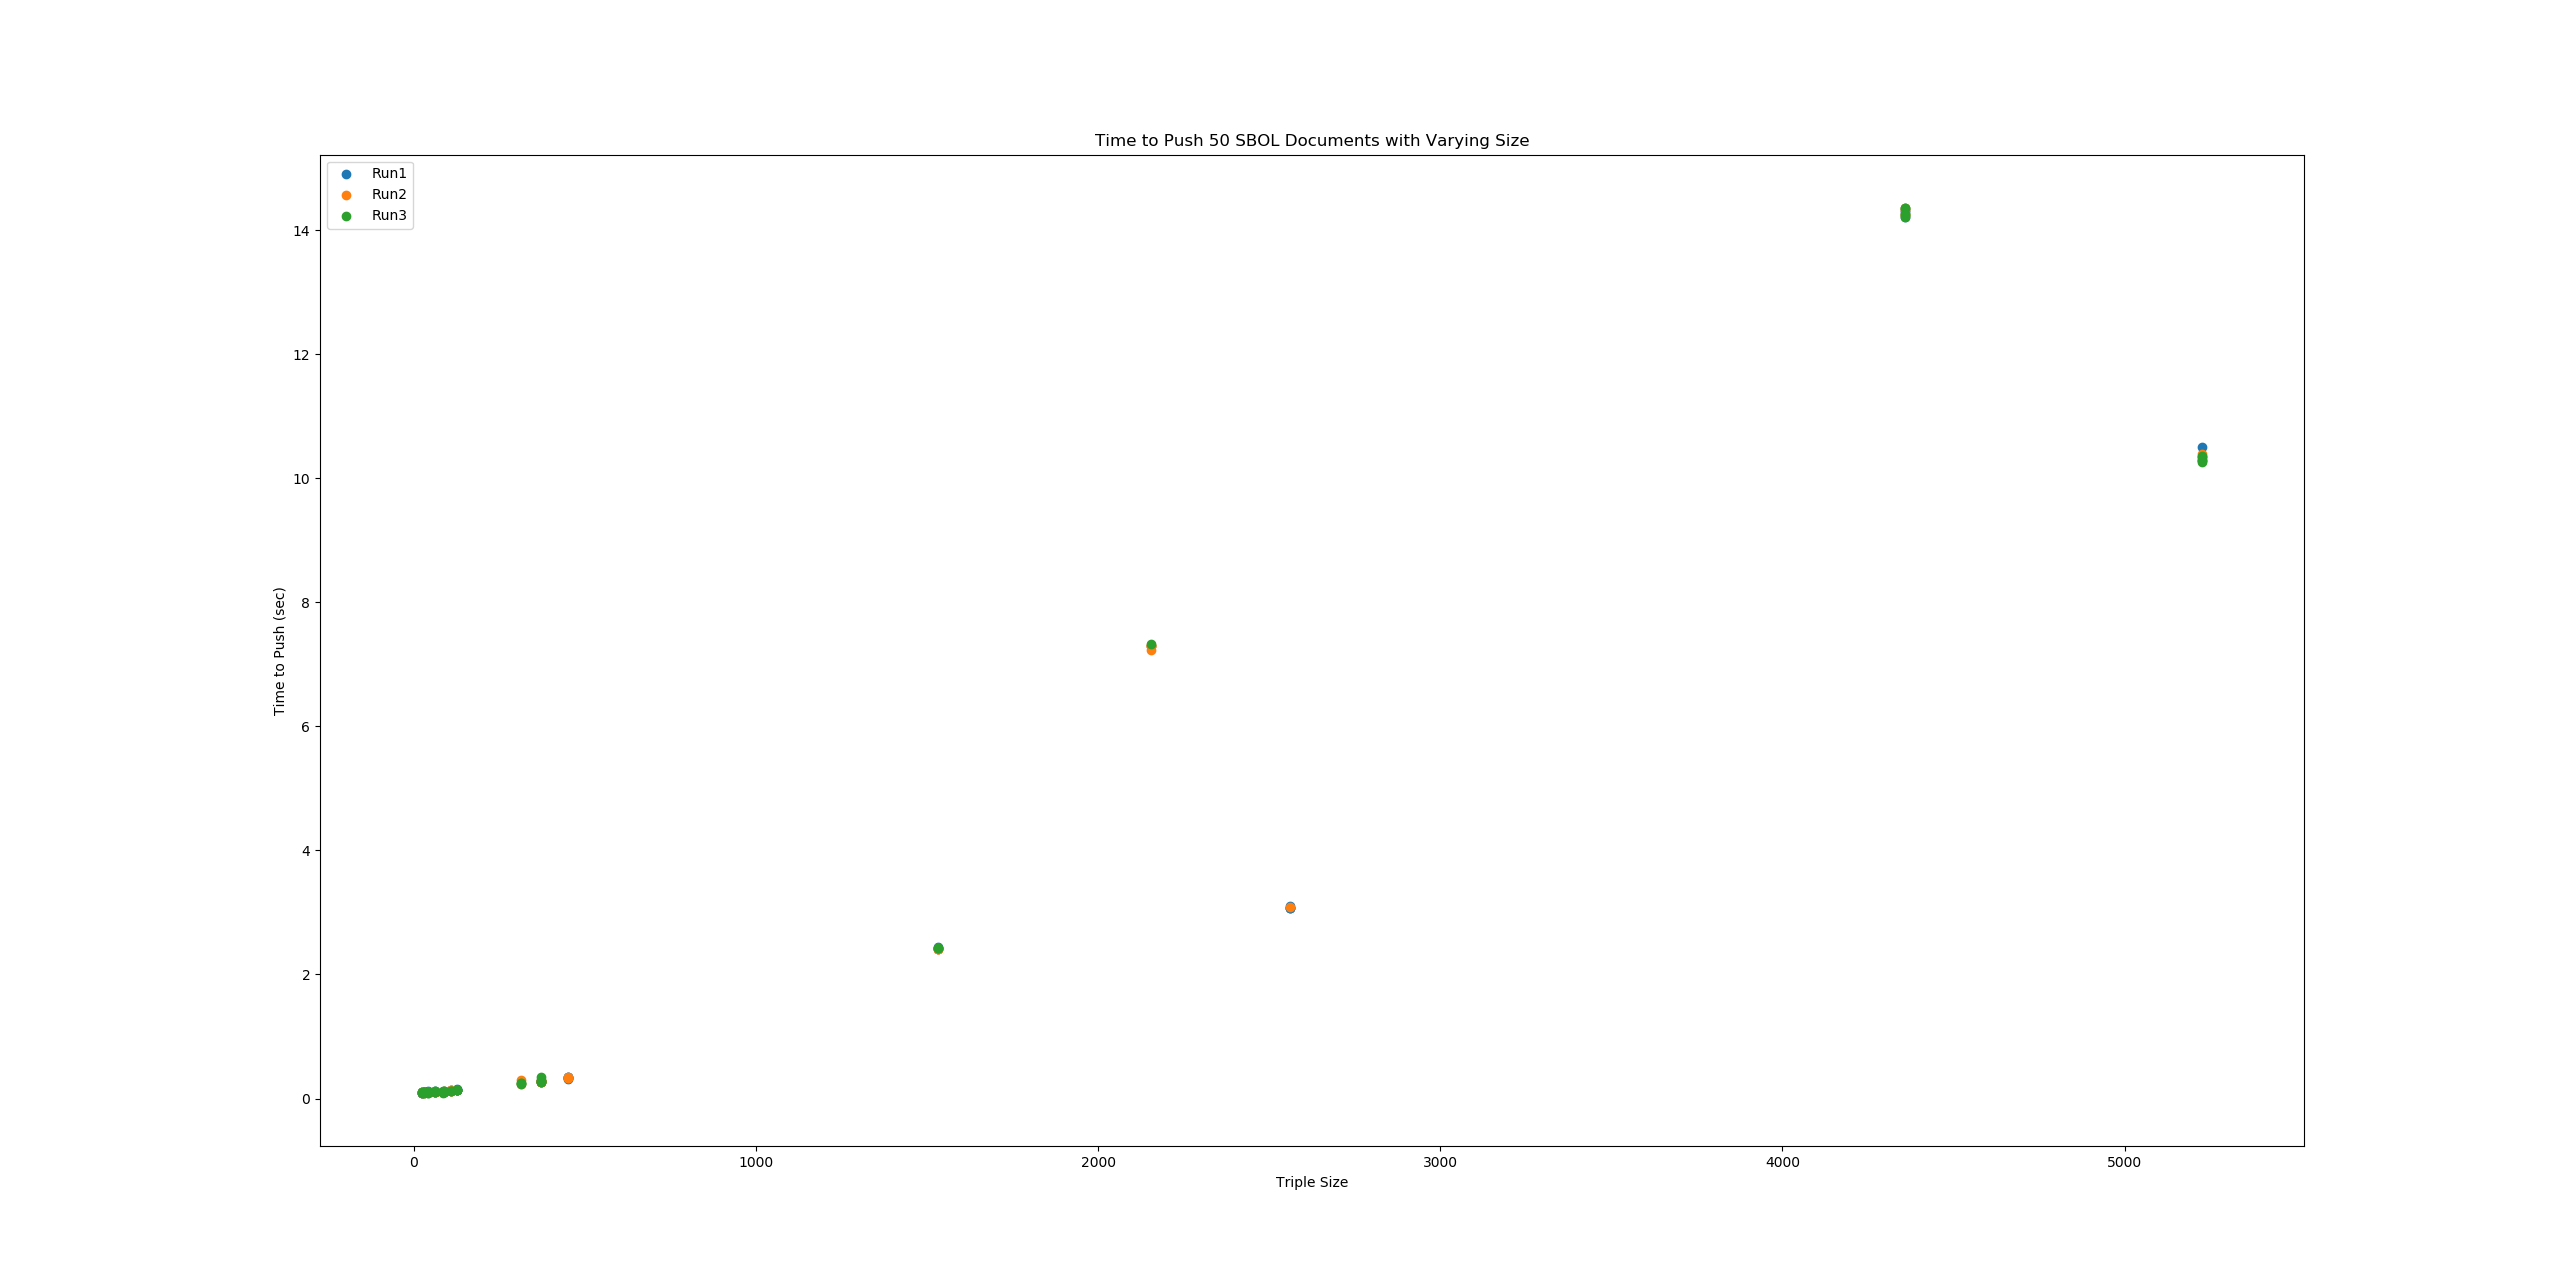 Time to Push 50 SBOL Documents with Varying Size
Run1
Run2
Run3
14
12
10
8
6
4
2
0
Time to Push (sec)
0 1000 2000 3000 4000 5000
Triple Size